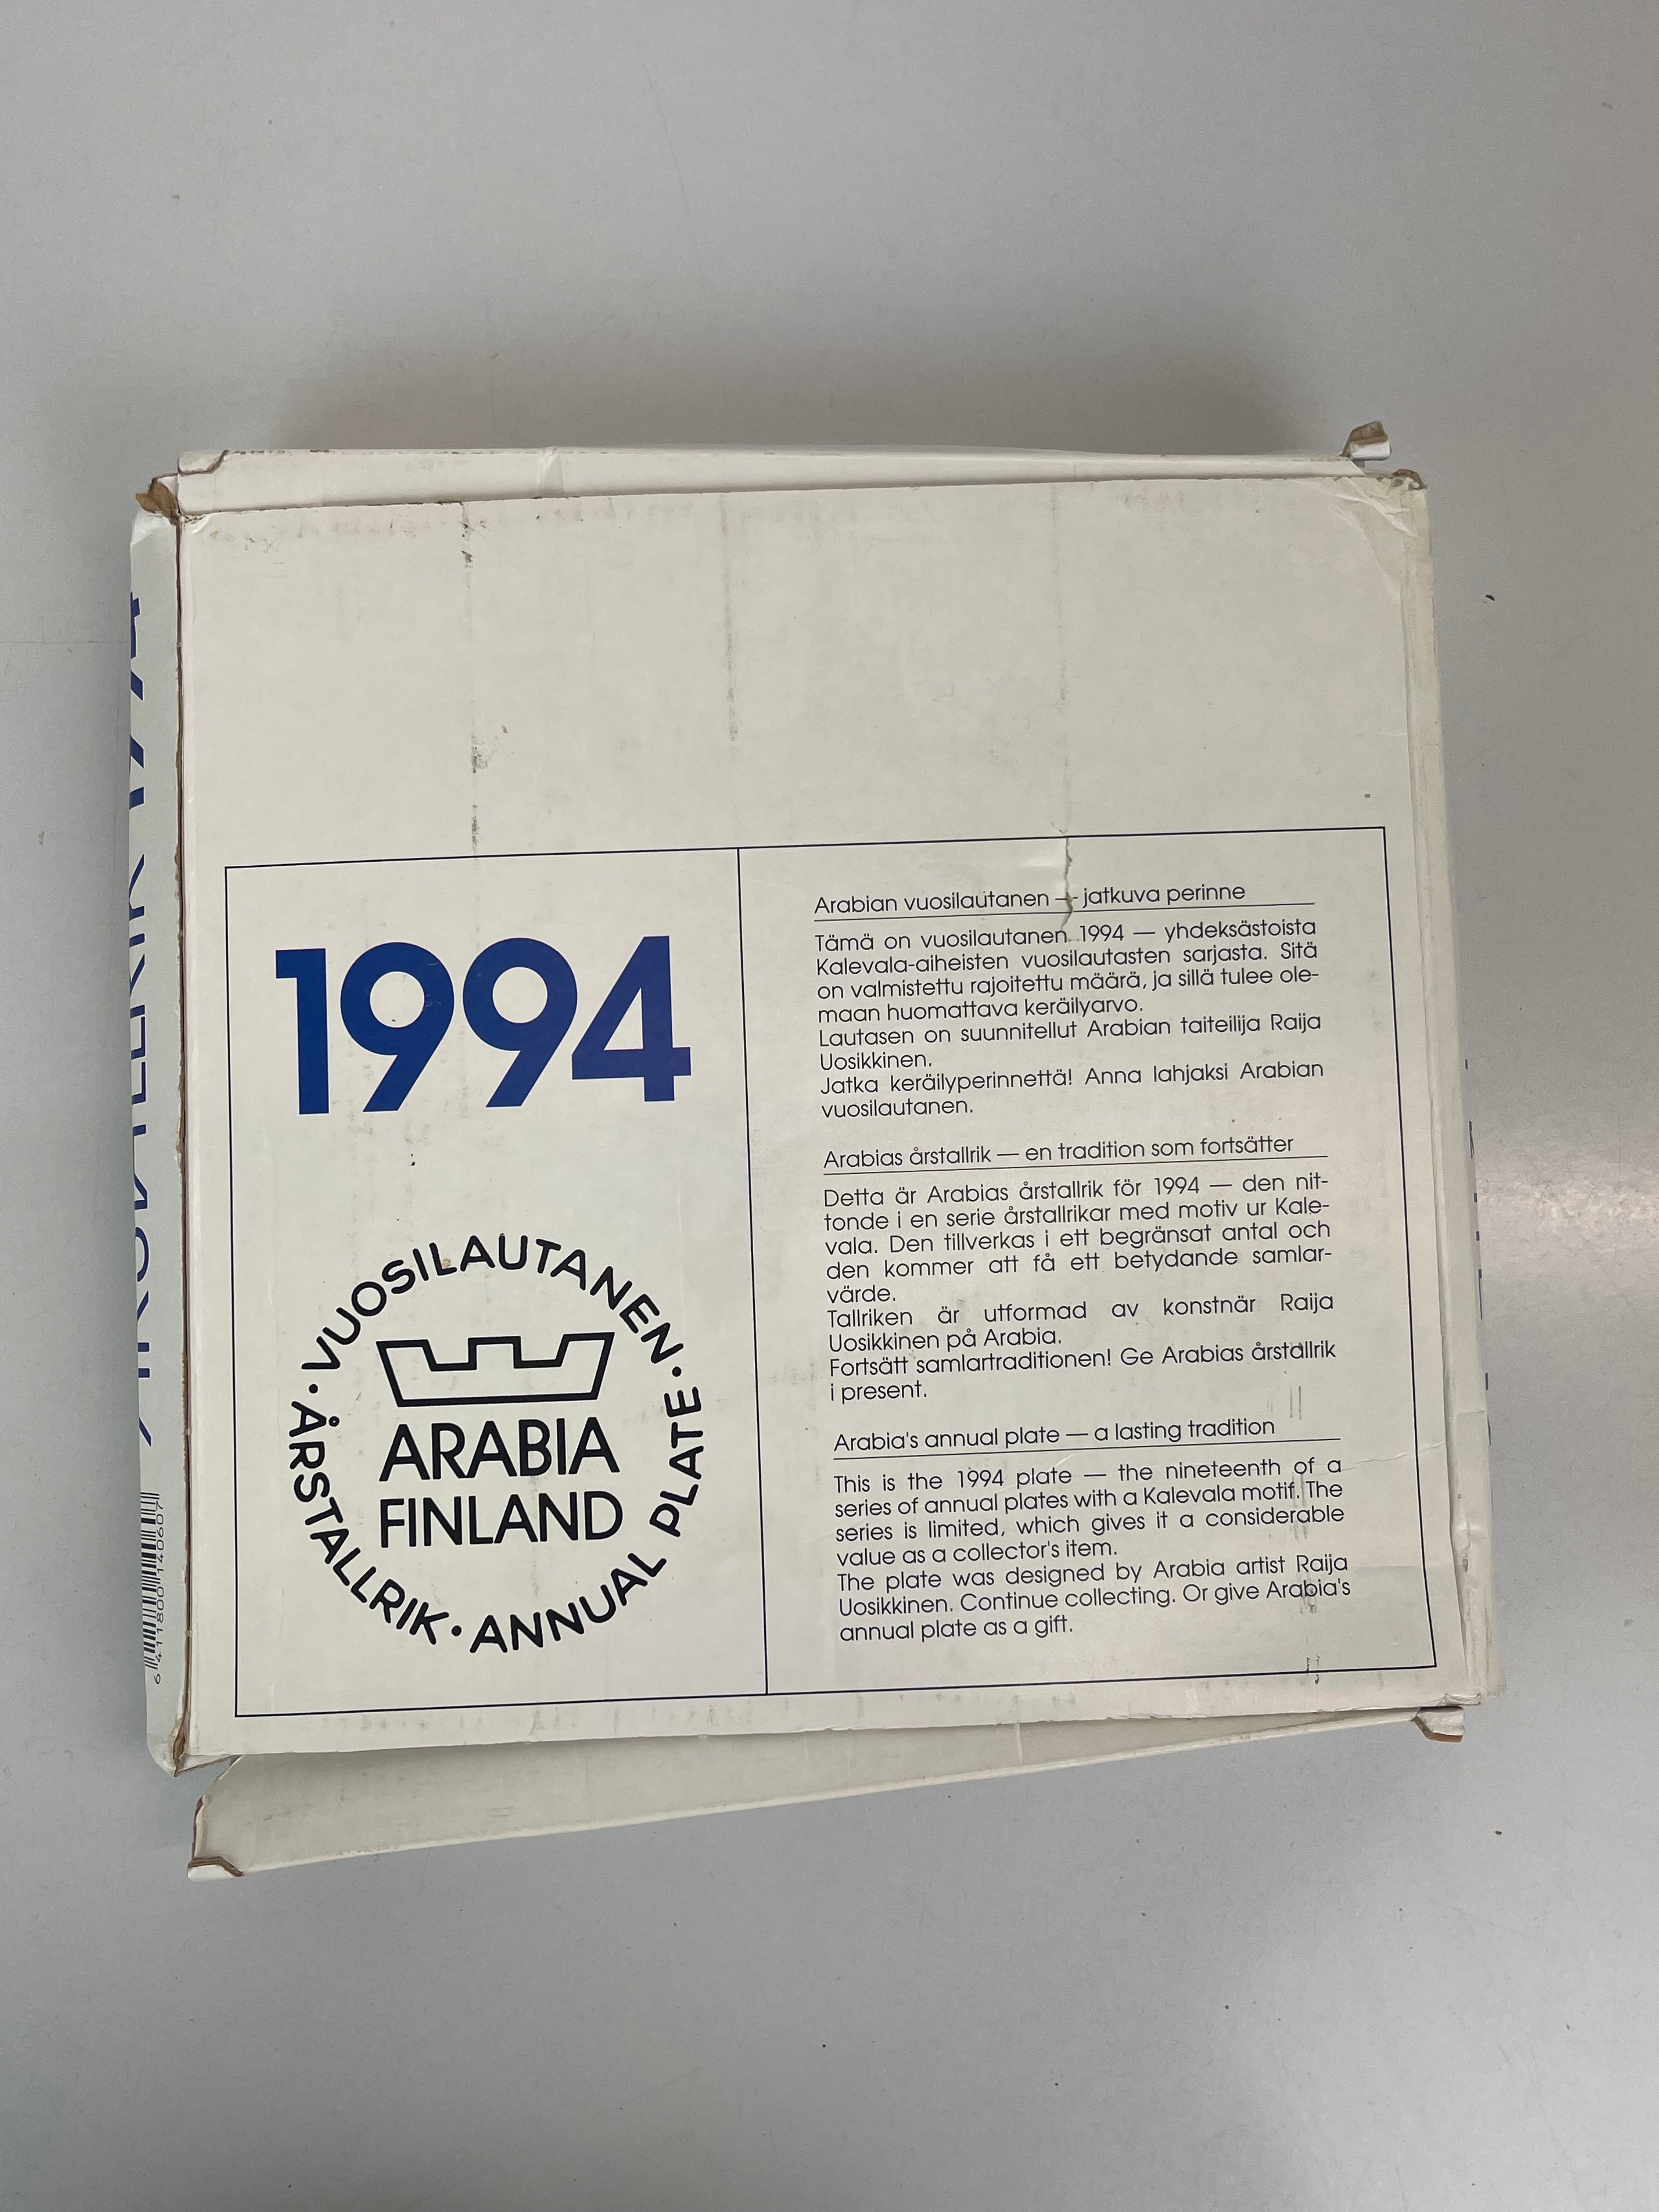 1994
VUOSILAUTANEN · ANNUAL PLATE · ÅRSTALLRIK ·
ARABIA
FINLAND
Arabian vuosilautanen — jatkuva perinne
Tämä on vuosilautanen 1994 — yhdeksästoista
Kalevala-aiheisten vuosilautasten sarjasta. Sitä
on valmistettu rajoitettu määrä, ja sillä tulee ole-
maan huomattava keräilyarvo.
Lautasen on suunnitellut Arabian taiteilija Raija
Uosikkinen.
Jatka keräilyperinnettä! Anna lahjaksi Arabian
vuosilautanen.
Arabias årstallrik — en tradition som fortsätter
Detta är Arabias årstallrik för 1994 — den nit-
tonde i en serie årstallrikar med motiv ur Kale-
vala. Den tillverkas i ett begränsat antal och
den kommer att få ett betydande samlar-
värde.
Tallriken är utformad av konstnär Raija
Uosikkinen på Arabia.
Fortsätt samlartraditionen! Ge Arabias årstallrik
i present.
Arabia's annual plate — a lasting tradition
This is the 1994 plate — the nineteenth of a
series of annual plates with a Kalevala motif. The
series is limited, which gives it a considerable
value as a collector's item.
The plate was designed by Arabia artist Raija
Uosikkinen. Continue collecting. Or give Arabia's
annual plate as a gift.
6 411800 140607